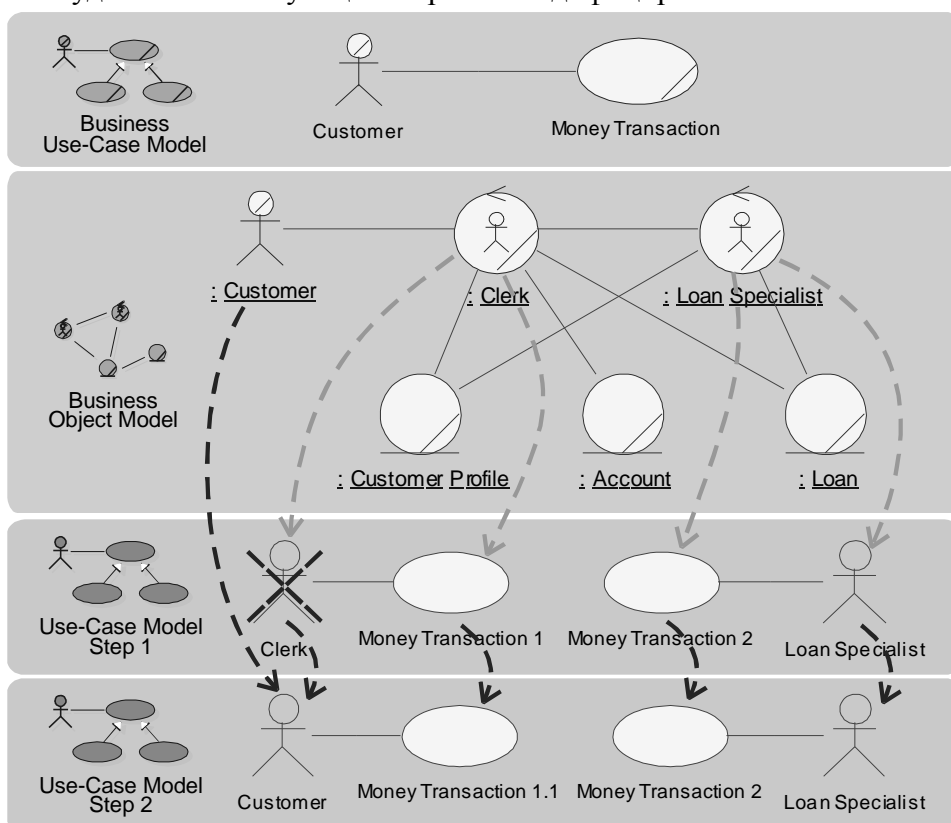 Business
Use-Case Model
Customer
Money Transaction
: Customer
: Clerk
: Loan Specialist
Business
Object Model
: Customer Profile
: Account
: Loan
Use-Case Model
Step 1
Clerk
Money Transaction 1
Money Transaction 2
Loan Specialist
Use-Case Model
Step 2
Customer
Money Transaction 1.1
Money Transaction 2
Loan Specialist